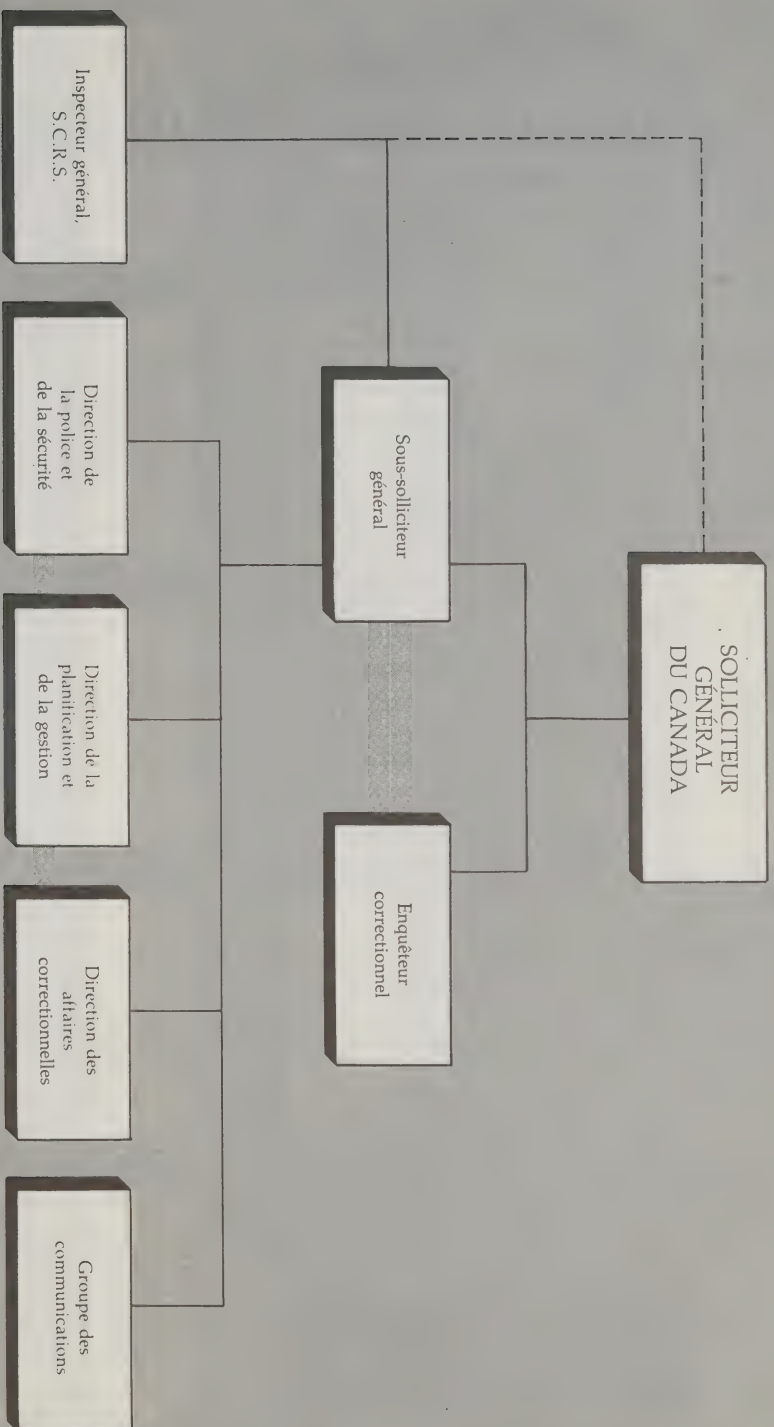 SOLLICITEUR
GÉNÉRAL
DU CANADA
Sous-solliciteur
général
Enquêteur
correctionnel
Inspecteur général,
S.C.R.S.
Direction de
la police et
de la sécurité
Direction de la
planification et
de la gestion
Direction des
affaires
correctionnelles
Groupe des
communications